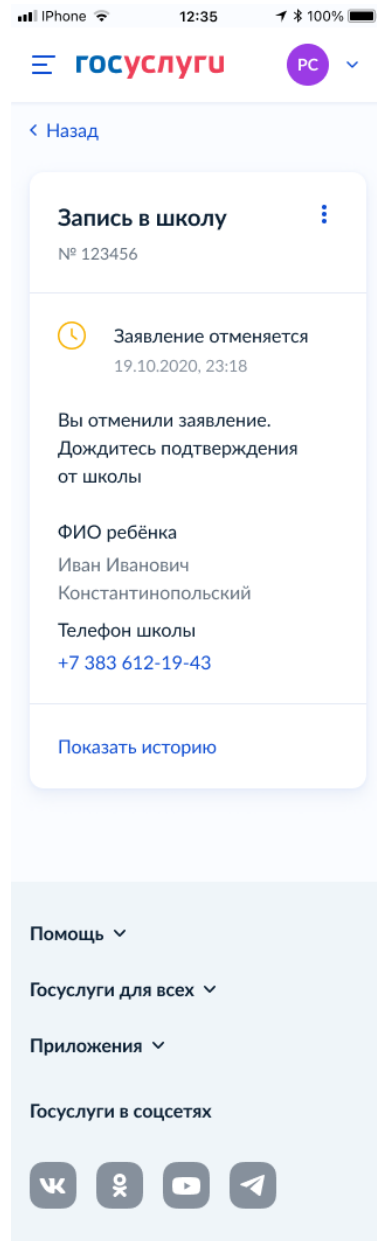 IPhone 12:35 100%
госуслуги РС
Назад
Запись в школу
№ 123456
Заявление отменяется
19.10.2020, 23:18
Вы отменили заявление.
Дождитесь подтверждения
от школы
ФИО ребёнка
Иван Иванович
Константинопольский
Телефон школы
+7 383 612-19-43
Показать историю
Помощь
Госуслуги для всех
Приложения
Госуслуги в соцсетях